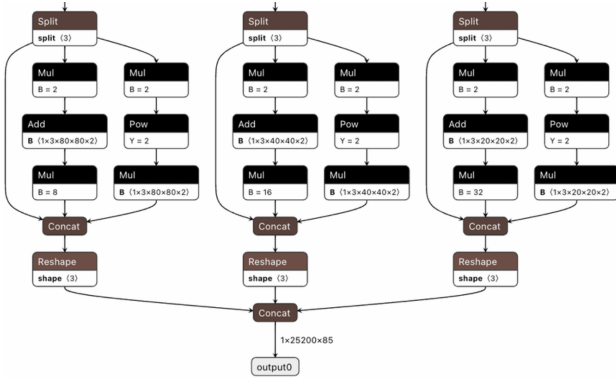 Split
split ⟨3⟩
Mul
B = 2
Mul
B = 2
Add
B ⟨1×3×80×80×2⟩
Pow
Y = 2
Mul
B = 8
Mul
B ⟨1×3×80×80×2⟩
Concat
Reshape
shape ⟨3⟩
Split
split ⟨3⟩
Mul
B = 2
Mul
B = 2
Add
B ⟨1×3×40×40×2⟩
Pow
Y = 2
Mul
B = 16
Mul
B ⟨1×3×40×40×2⟩
Concat
Reshape
shape ⟨3⟩
Split
split ⟨3⟩
Mul
B = 2
Mul
B = 2
Add
B ⟨1×3×20×20×2⟩
Pow
Y = 2
Mul
B = 32
Mul
B ⟨1×3×20×20×2⟩
Concat
Reshape
shape ⟨3⟩
Concat
1×25200×85
output0